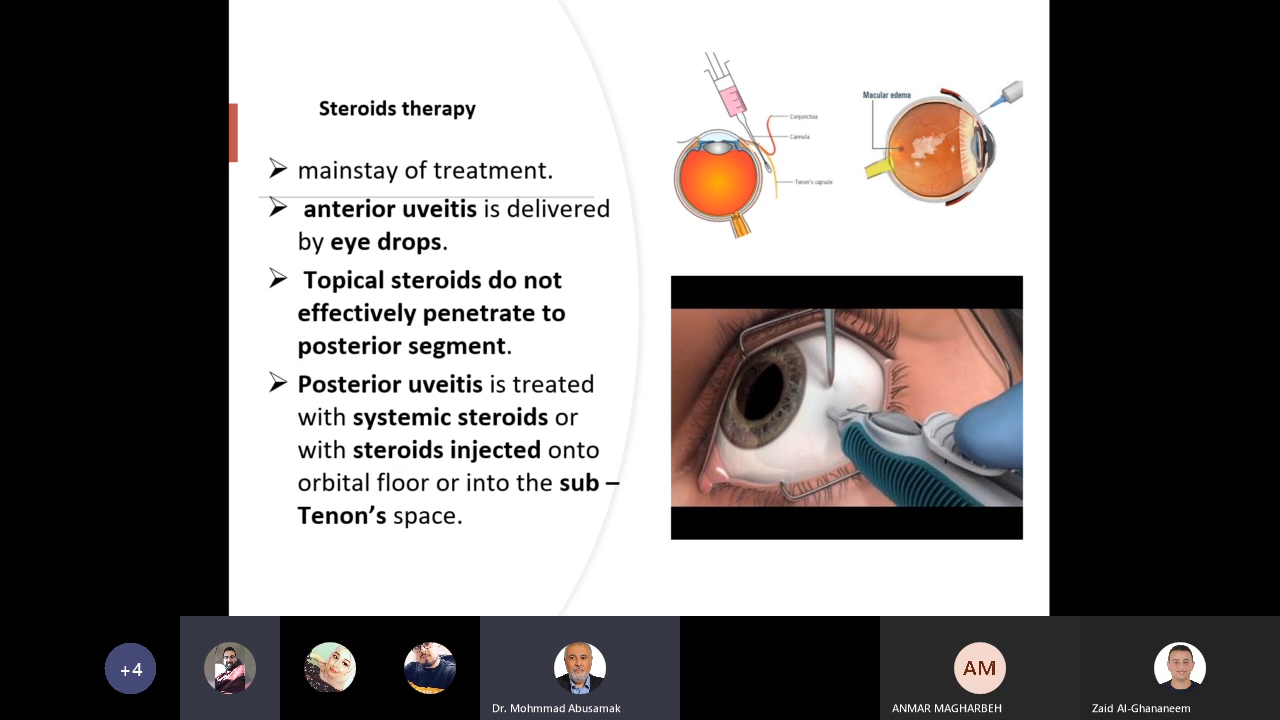 Steroids therapy
➢ mainstay of treatment.
➢ anterior uveitis is delivered
by eye drops.
➢ Topical steroids do not
effectively penetrate to
posterior segment.
➢ Posterior uveitis is treated
with systemic steroids or
with steroids injected onto
orbital floor or into the sub –
Tenon’s space.
Conjunctiva
Cannula
Tenon's capsule
Macular edema
+4
Dr. Mohmmad Abusamak
AM
ANMAR MAGHARBEH
Zaid Al-Ghananeem